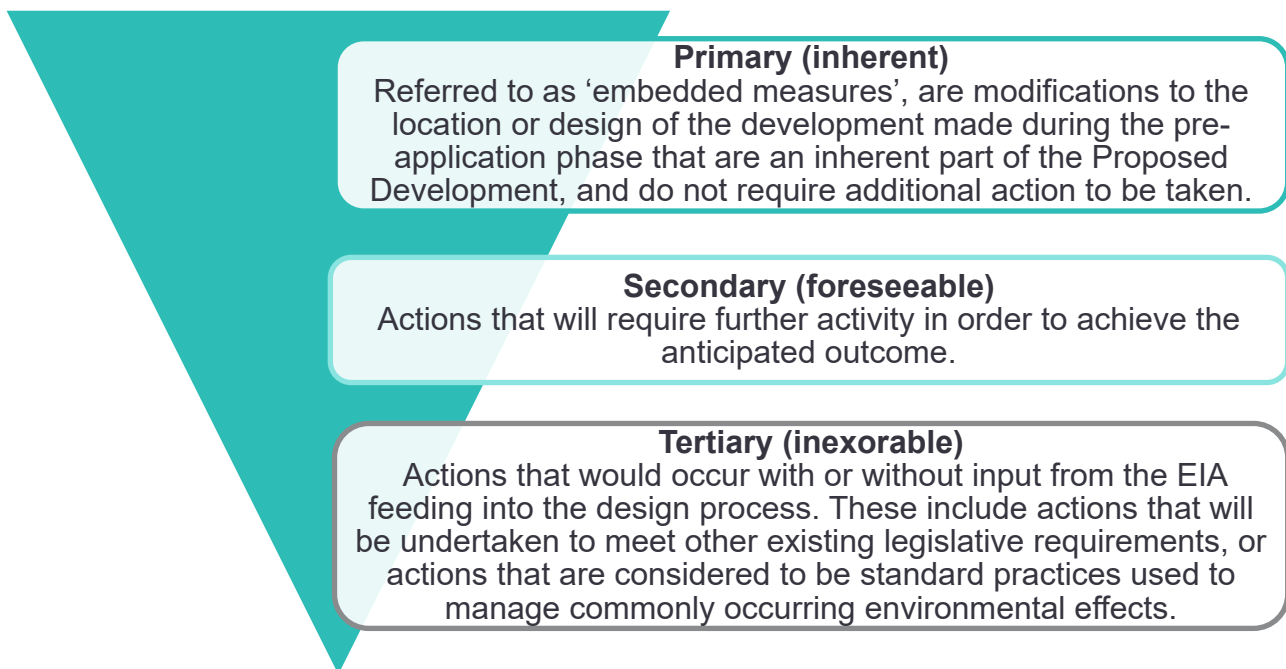 Primary (inherent)
Referred to as ‘embedded measures’, are modifications to the
location or design of the development made during the pre-
application phase that are an inherent part of the Proposed
Development, and do not require additional action to be taken.
Secondary (foreseeable)
Actions that will require further activity in order to achieve the
anticipated outcome.
Tertiary (inexorable)
Actions that would occur with or without input from the EIA
feeding into the design process. These include actions that will
be undertaken to meet other existing legislative requirements, or
actions that are considered to be standard practices used to
manage commonly occurring environmental effects.